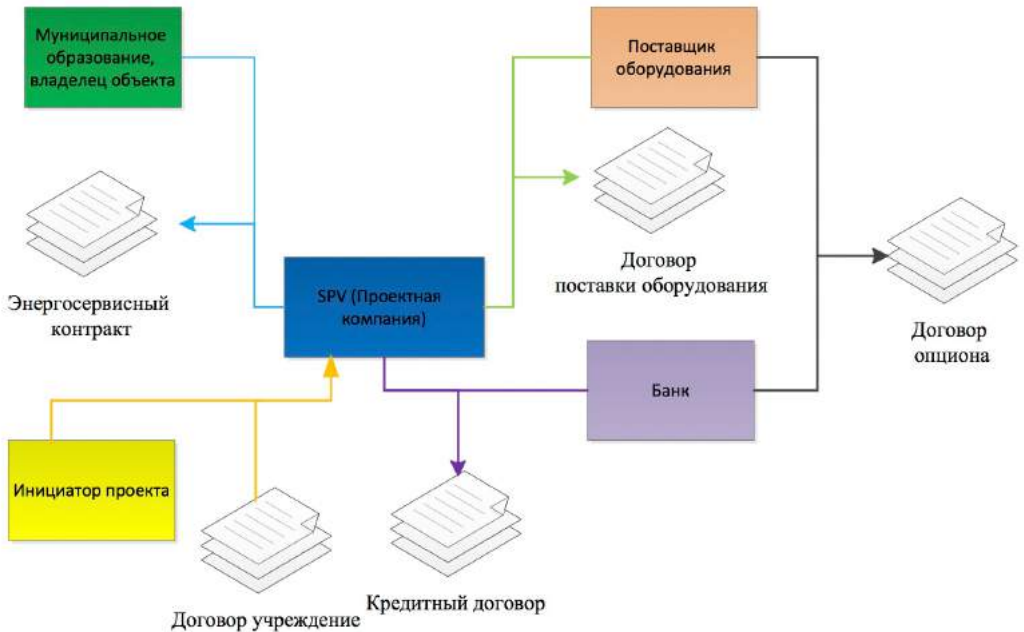 Муниципальное
образование,
владелец объекта
Поставщик
оборудования
Энергосервисный
контракт
SPV (Проектная
компания)
Договор
поставки оборудования
Договор
опциона
Банк
Инициатор проекта
Договор учреждение
Кредитный договор